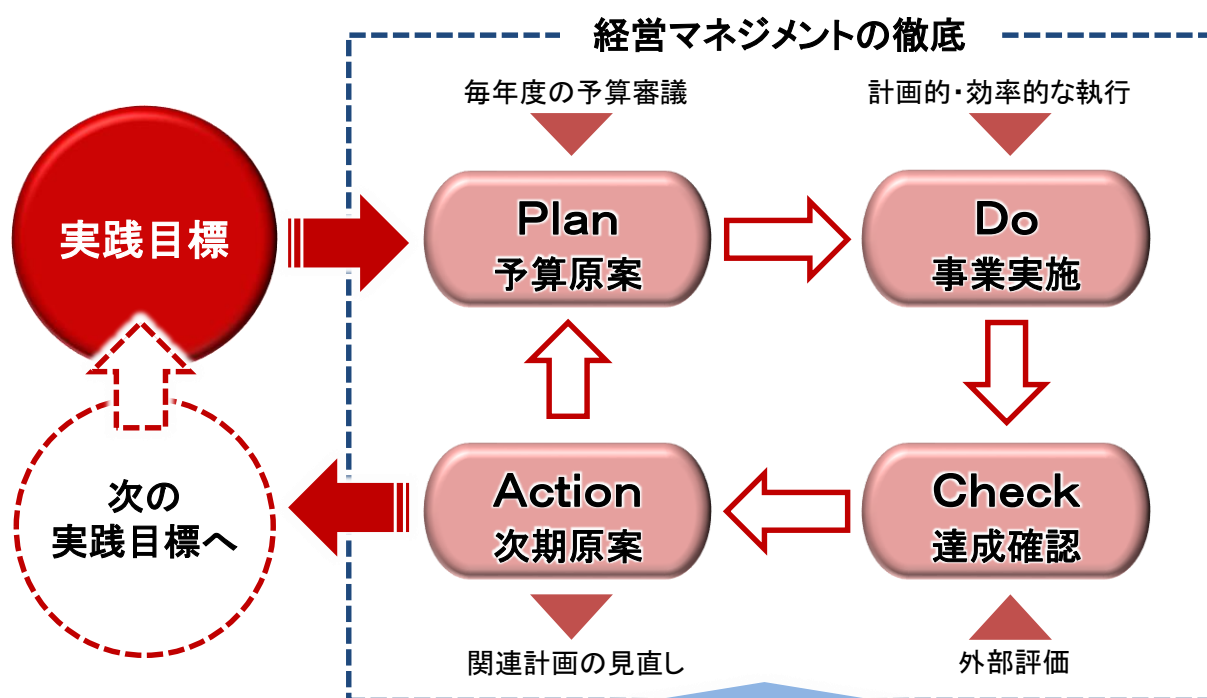 経営マネジメントの徹底
毎年度の予算審議
計画的・効率的な執行
実践目標
Plan
予算原案
Do
事業実施
次の
実践目標へ
Action
次期原案
Check
達成確認
関連計画の見直し
外部評価